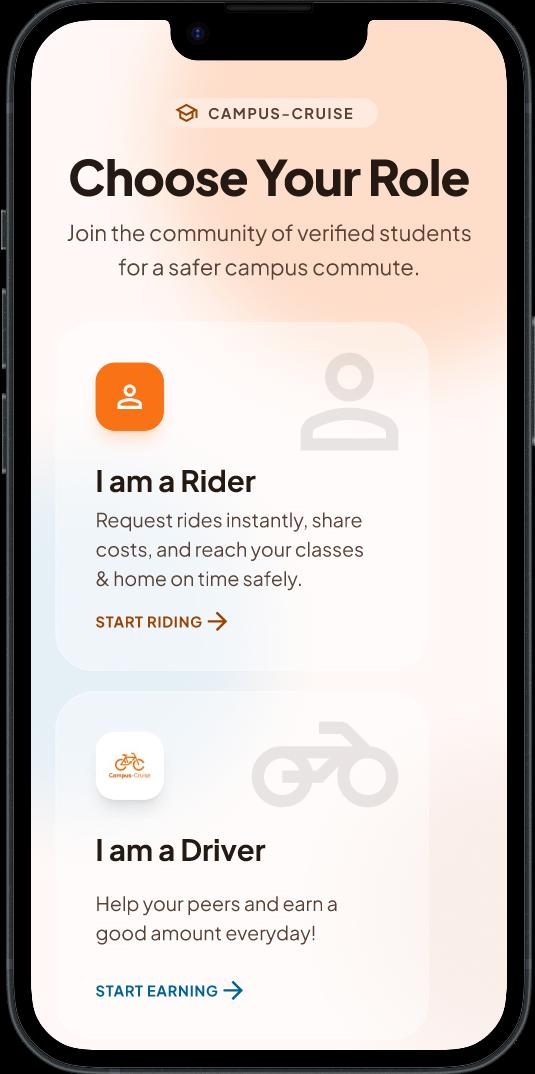 CAMPUS-CRUISE
Choose Your Role
Join the community of verified students
for a safer campus commute.
I am a Rider
Request rides instantly, share
costs, and reach your classes
& home on time safely.
START RIDING
Campus-Cruise
I am a Driver
Help your peers and earn a
good amount everyday!
START EARNING